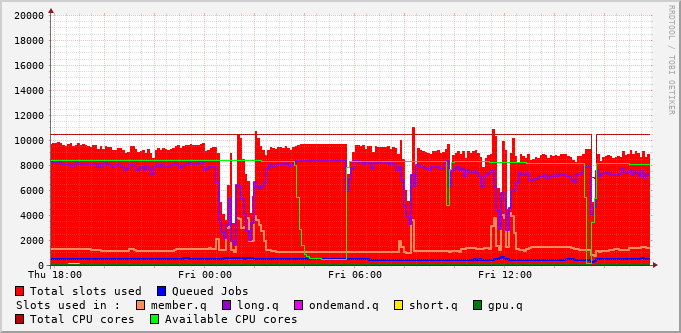 20000
18000
16000
14000
12000
10000
8000
6000
4000
2000
0
Thu 18:00 Fri 00:00 Fri 06:00 Fri 12:00
Total slots used Queued Jobs
Slots used in : member.q long.q ondemand.q short.q gpu.q
Total CPU cores Available CPU cores
RRDTOOL / TOBI OETIKER